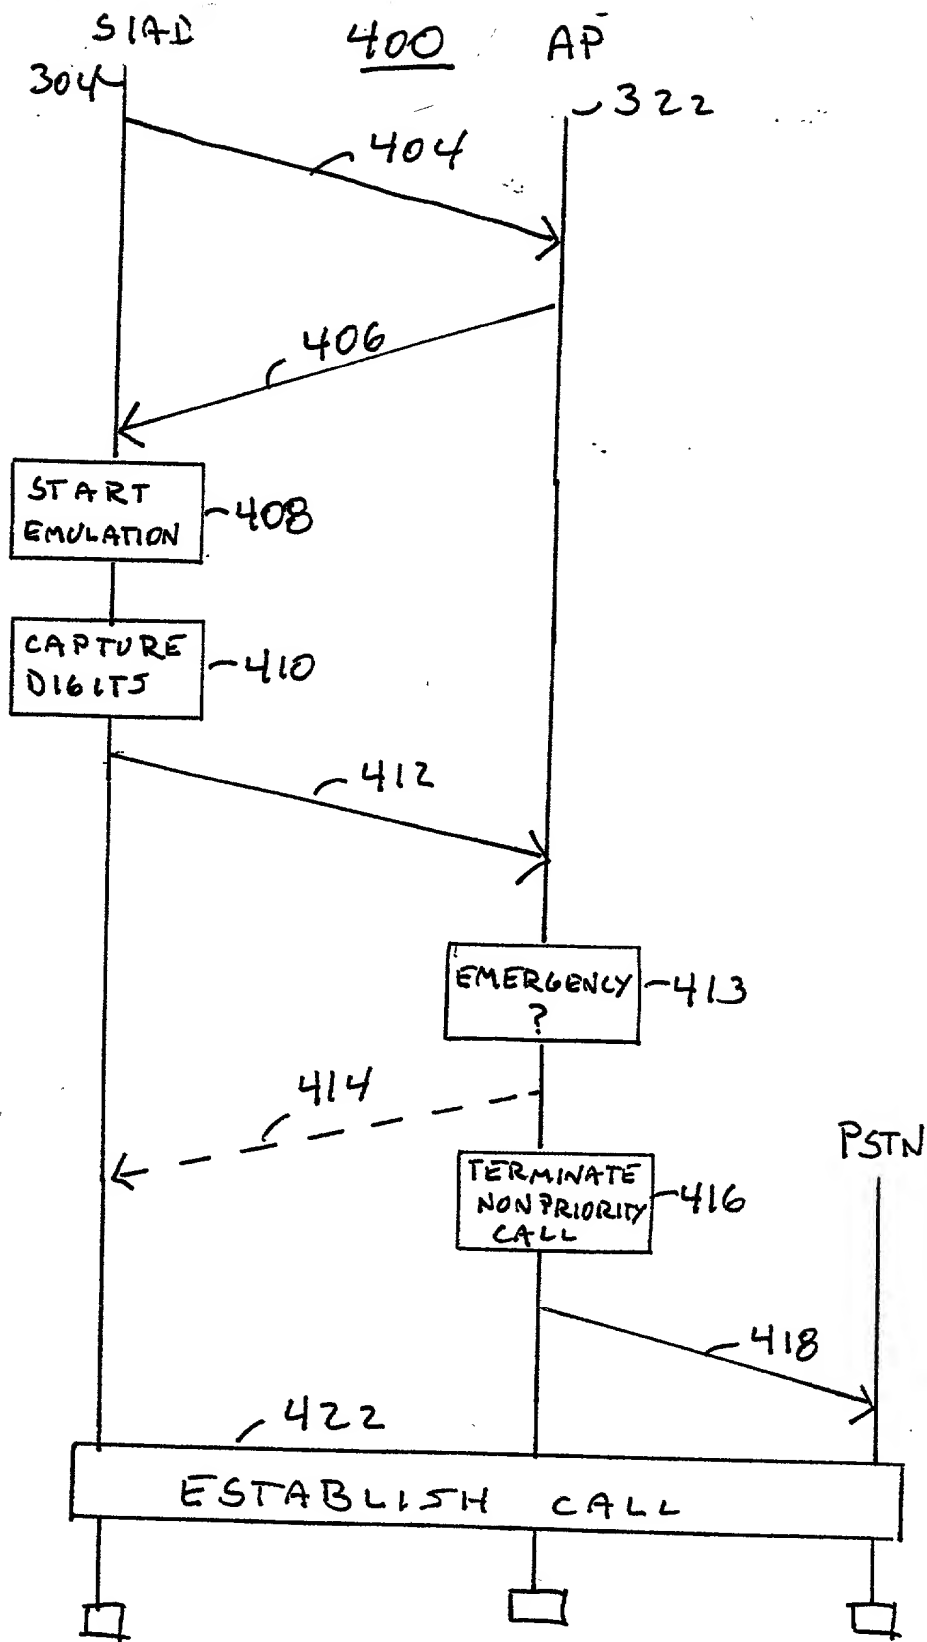 SIAD 400 AP
304
322
404
406
START
EMULATION
408
CAPTURE
DIGITS
410
412
EMERGENCY
?
413
414
PSTN
TERMINATE
NONPRIORITY
CALL
416
418
422
ESTABLISH CALL